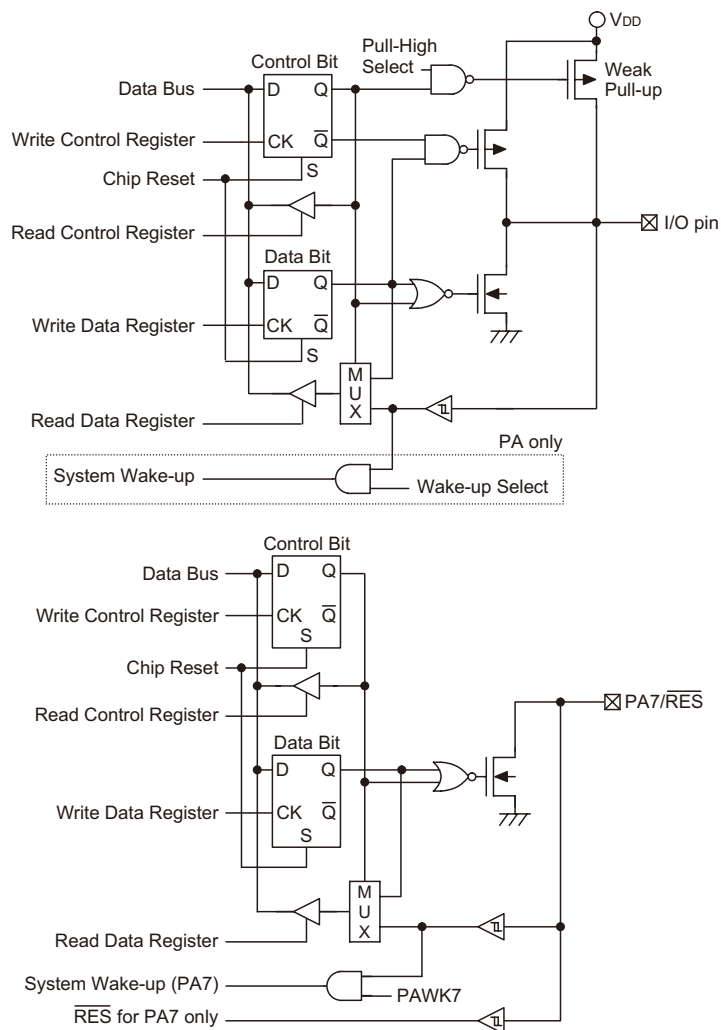 VDD
Pull-High
Select
Control Bit
Weak
Pull-up
Data Bus
D Q
Write Control Register
CK Q̅
S
Chip Reset
I/O pin
Read Control Register
Data Bit
D Q
Write Data Register
CK Q̅
S
M
U
X
Read Data Register
PA only
System Wake-up
Wake-up Select
Control Bit
Data Bus
D Q
Write Control Register
CK Q̅
S
Chip Reset
PA7/R̅E̅S̅
Read Control Register
Data Bit
D Q
Write Data Register
CK Q̅
S
M
U
X
Read Data Register
System Wake-up (PA7)
PAWK7
R̅E̅S̅ for PA7 only